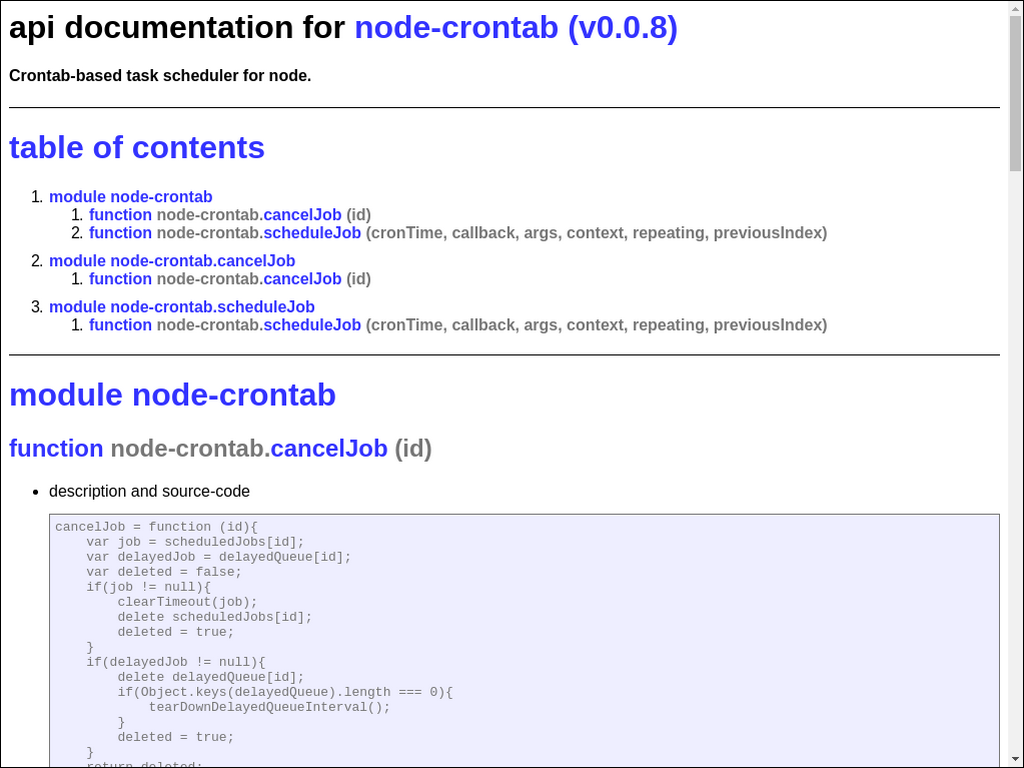 api documentation for node-crontab (v0.0.8)
Crontab-based task scheduler for node.
table of contents
1. module node-crontab
1. function node-crontab.cancelJob (id)
2. function node-crontab.scheduleJob (cronTime, callback, args, context, repeating, previousIndex)
2. module node-crontab.cancelJob
1. function node-crontab.cancelJob (id)
3. module node-crontab.scheduleJob
1. function node-crontab.scheduleJob (cronTime, callback, args, context, repeating, previousIndex)
module node-crontab
function node-crontab.cancelJob (id)
• description and source-code
cancelJob = function (id){
    var job = scheduledJobs[id];
    var delayedJob = delayedQueue[id];
    var deleted = false;
    if(job != null){
        clearTimeout(job);
        delete scheduledJobs[id];
        deleted = true;
    }
    if(delayedJob != null){
        delete delayedQueue[id];
        if(Object.keys(delayedQueue).length === 0){
            tearDownDelayedQueueInterval();
        }
        deleted = true;
    }
    return deleted;